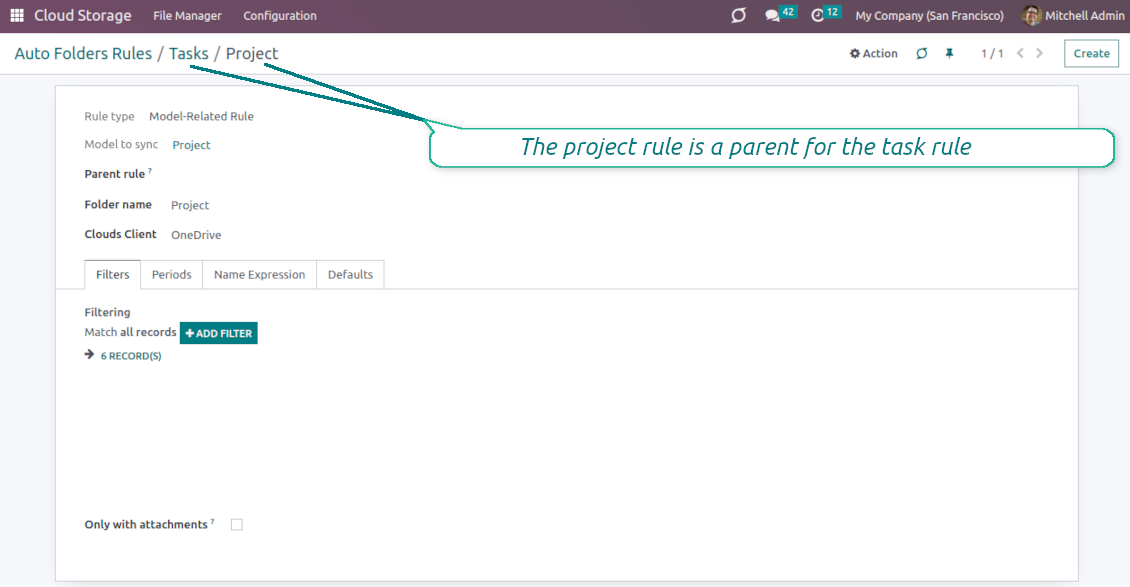 Cloud Storage File Manager Configuration 42 12 My Company (San Francisco) Mitchell Admin
Auto Folders Rules / Tasks / Project Action 1 / 1 Create
Rule type Model-Related Rule
Model to sync Project
The project rule is a parent for the task rule
Parent rule ?
Folder name Project
Clouds Client OneDrive
Filters Periods Name Expression Defaults
Filtering
Match all records + ADD FILTER
6 RECORD(S)
Only with attachments ?